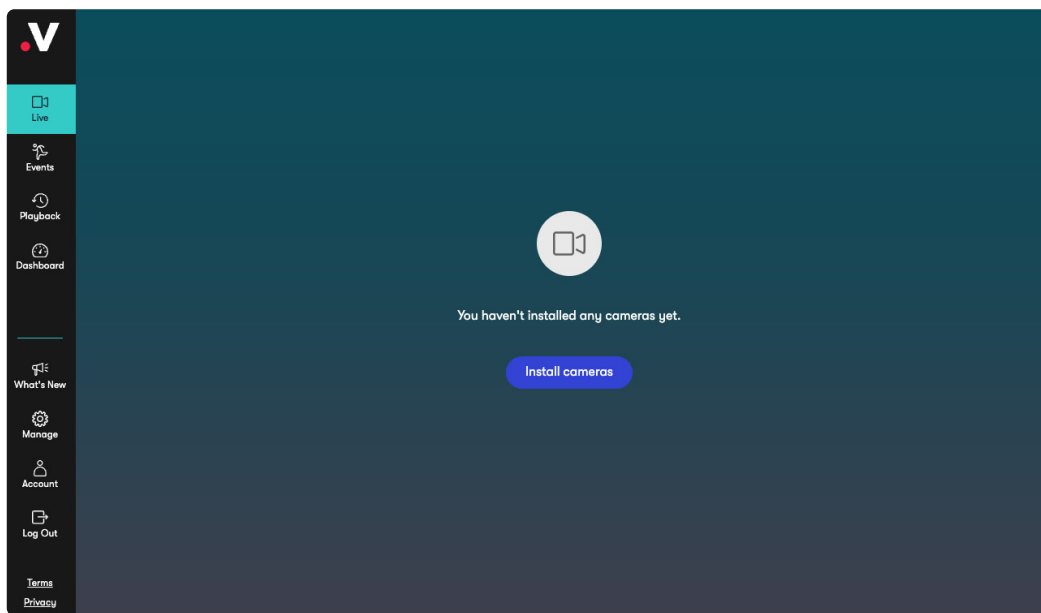 .V
Live
Events
Playback
Dashboard
What's New
Manage
Account
Log Out
Terms
Privacy
You haven't installed any cameras yet.
Install cameras